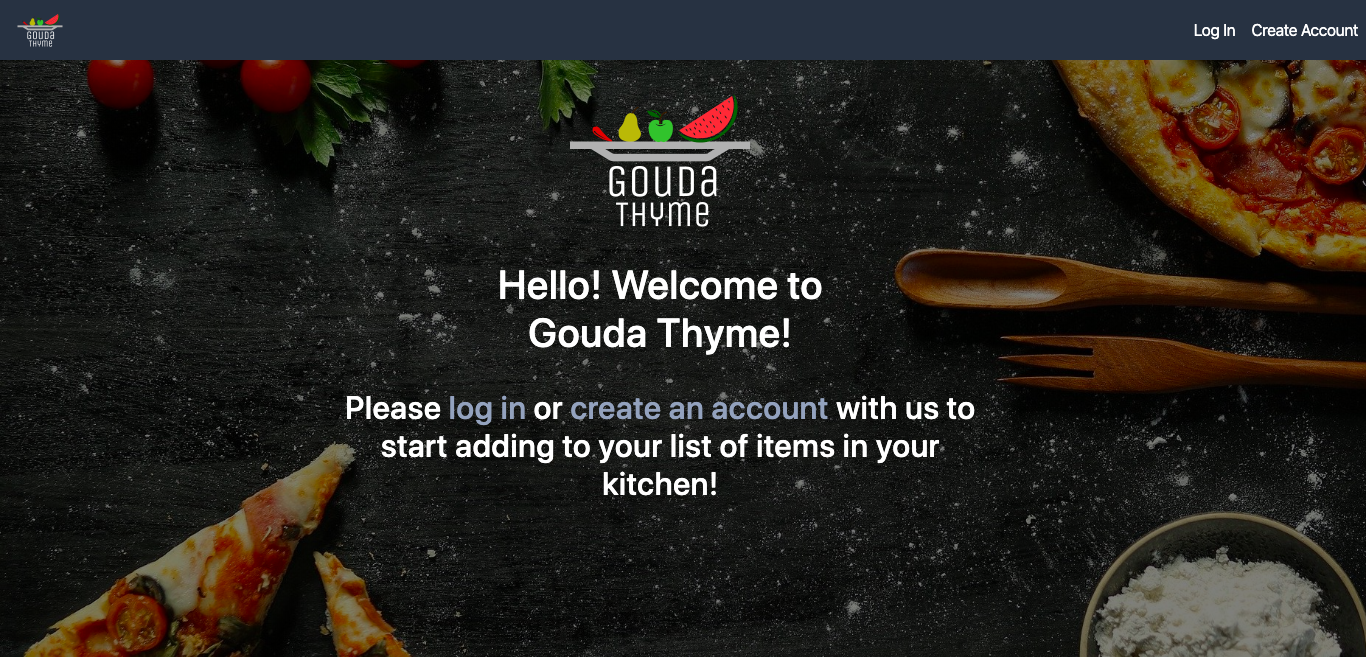 GOUDA
THYME
Log In
Create Account
GOUDA
THYME
Hello! Welcome to
Gouda Thyme!
Please log in or create an account with us to
start adding to your list of items in your
kitchen!